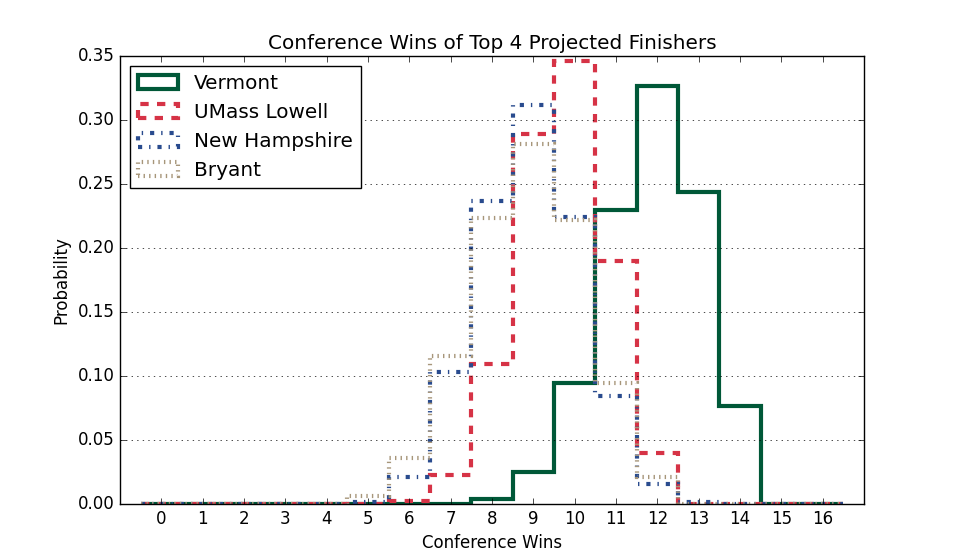 Conference Wins of Top 4 Projected Finishers
Vermont
UMass Lowell
New Hampshire
Bryant
0.35
0.30
0.25
0.20
0.15
0.10
0.05
0.00
Probability
0 1 2 3 4 5 6 7 8 9 10 11 12 13 14 15 16
Conference Wins